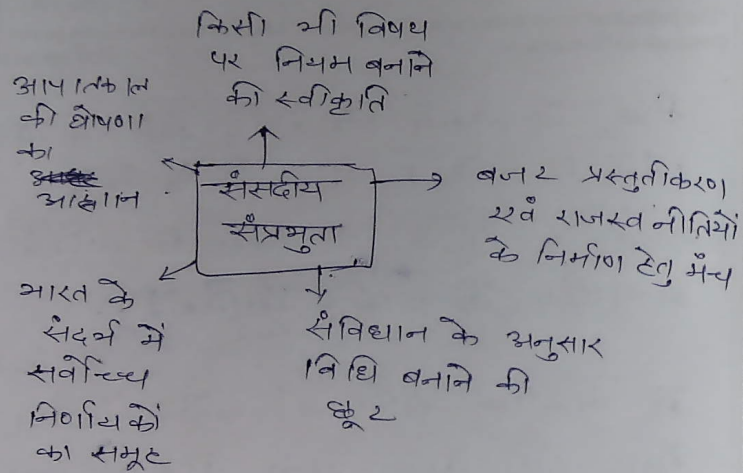 किसी भी विषय
पर नियम बनाने
की स्वीकृति
आपातकाल
की घोषणा
का
आह्वान
संसदीय
संप्रभुता
बजट प्रस्तुतीकरण
एवं राजस्व नीतियों
के निर्माण हेतु मंच
भारत के
संदर्भ में
सर्वोच्च
निर्णायकों
का समूह
संविधान के अनुसार
विधि बनाने की
छूट